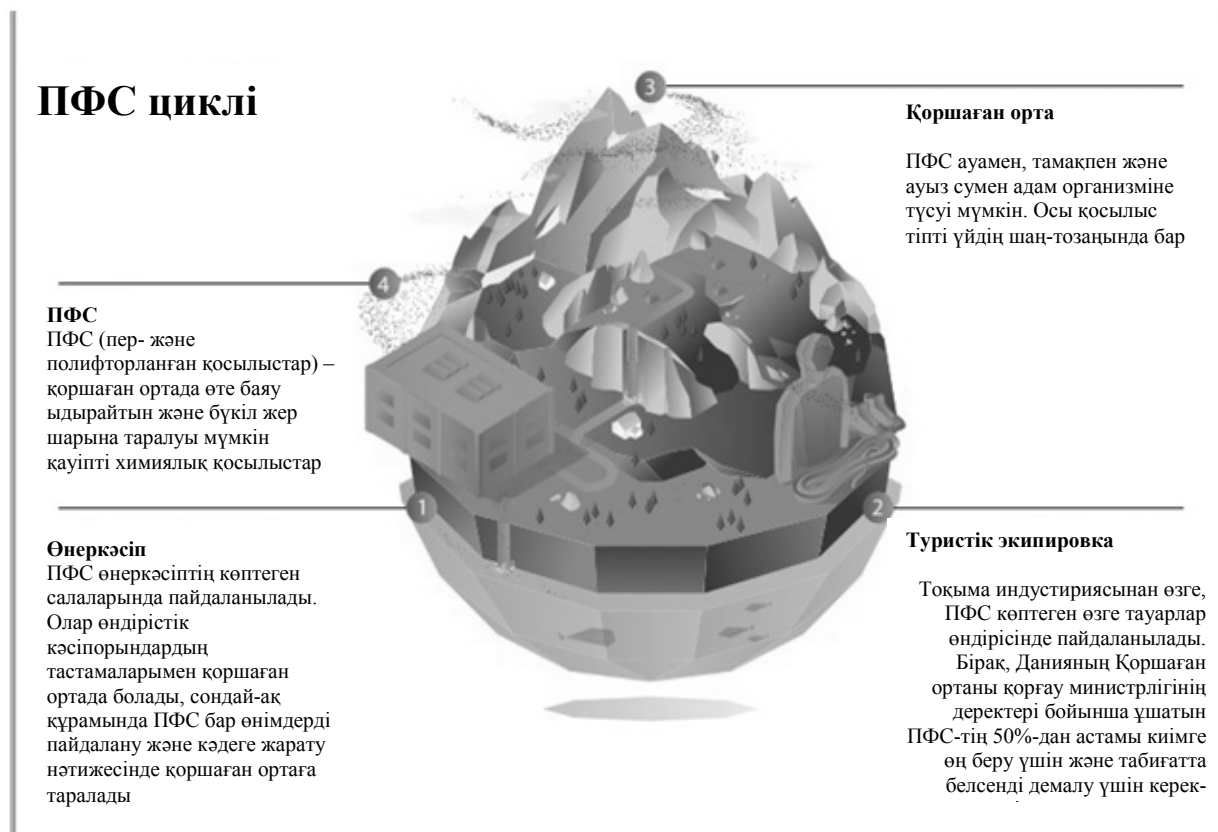 ПФС циклі
3
Қоршаған орта
ПФС ауамен, тамақпен және
ауыз сумен адам организміне
түсуі мүмкін. Осы қосылыс
тіпті үйдің шаң-тозаңында бар
4
ПФС
ПФС (пер- және
полифторланған қосылыстар) –
қоршаған ортада өте баяу
ыдырайтын және бүкіл жер
шарына таралуы мүмкін
қауіпті химиялық қосылыстар
1
Өнеркәсіп
ПФС өнеркәсіптің көптеген
салаларында пайдаланылады.
Олар өндірістік
кәсіпорындардың
тастамаларымен қоршаған
ортада болады, сондай-ақ
құрамында ПФС бар өнімдерді
пайдалану және кәдеге жарату
нәтижесінде қоршаған ортаға
таралады
2
Туристік экипировка
Тоқыма индустириясынан өзге,
ПФС көптеген өзге тауарлар
өндірісінде пайдаланылады.
Бірақ, Данияның Қоршаған
ортаны қорғау министрлігінің
деректері бойынша ұшатын
ПФС-тің 50%-дан астамы киімге
өң беру үшін және табиғатта
белсенді демалу үшін керек-